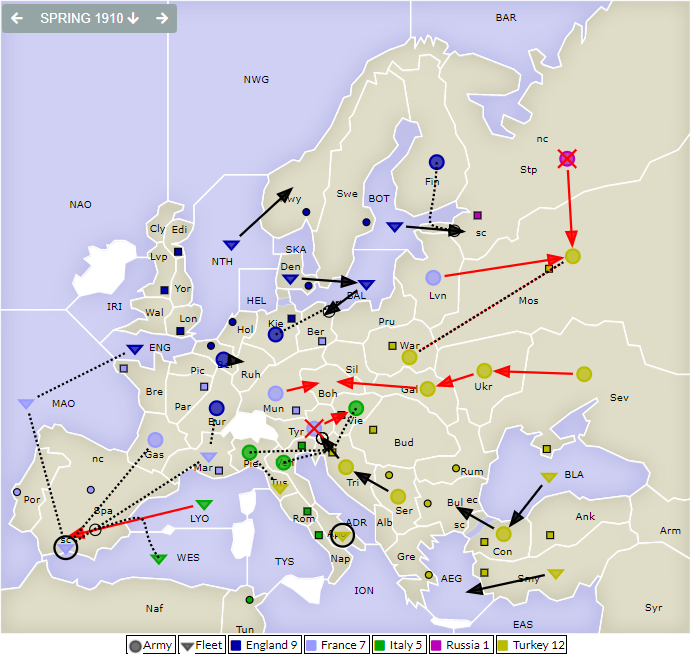 ← SPRING 1910 ↓ →
BAR
NWG
nc
Stp
Fin
Swe
BOT
NAO
Nwy
Cly Edi
sc
NTH
SKA
Lvp
Den
Lvn
Mos
HEL
BAL
IRI
Yor
Wal
Lon
Hol
Kie
Ber
Pru
War
ENG
Bel
Ruh
Sil
Pic
Ukr
Gal
Sev
Bre
Boh
MAO
Par
Mun
Bur
Tyr
Vie
Bud
nc
Gas
Mar
Pie
Tri
Rum
BLA
Por
Spa
Tus
Ser
Bul ec
Rom
ADR
Alb
sc
Ank
LYO
Apu
Arm
sc
Con
WES
TYS
Nap
Gre
AEG
Smy
ION
Syr
Naf
EAS
Tun
Army Fleet England 9 France 7 Italy 5 Russia 1 Turkey 12